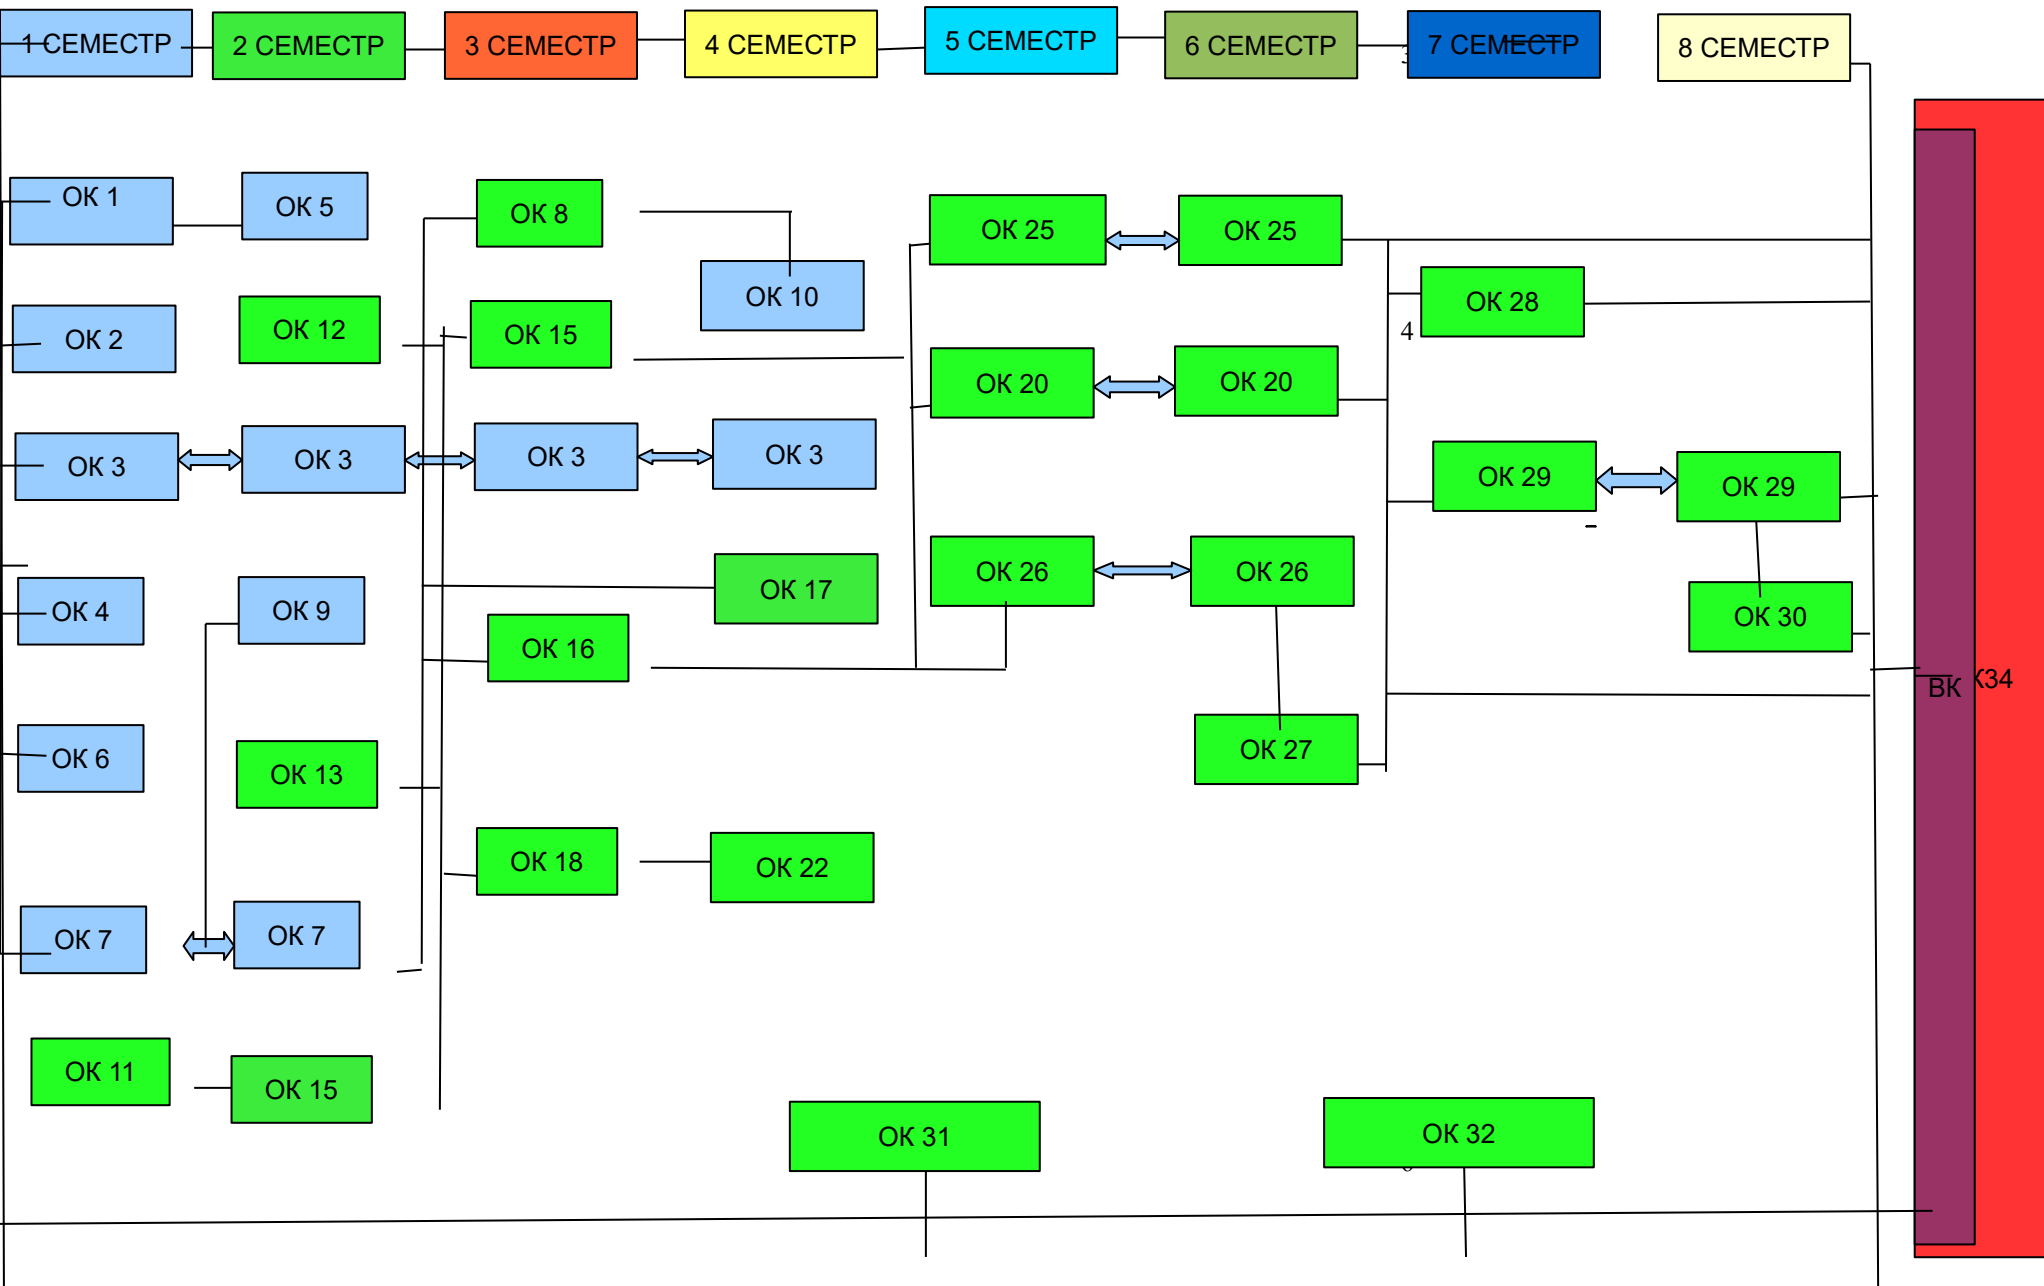 1 СЕМЕСТР
2 СЕМЕСТР
3 СЕМЕСТР
4 СЕМЕСТР
5 СЕМЕСТР
6 СЕМЕСТР
7 СЕМЕСТР
8 СЕМЕСТР
ОК 1
ОК 5
ОК 8
ОК 25
ОК 25
ОК 10
ОК 28
ОК 2
ОК 12
ОК 15
4
ОК 20
ОК 20
ОК 3
ОК 3
ОК 3
ОК 3
ОК 29
ОК 29
ОК 26
ОК 26
ОК 17
ОК 4
ОК 9
ОК 30
ОК 16
ВК
К34
ОК 6
ОК 13
ОК 27
ОК 18
ОК 22
ОК 7
ОК 7
ОК 11
ОК 15
ОК 31
ОК 32